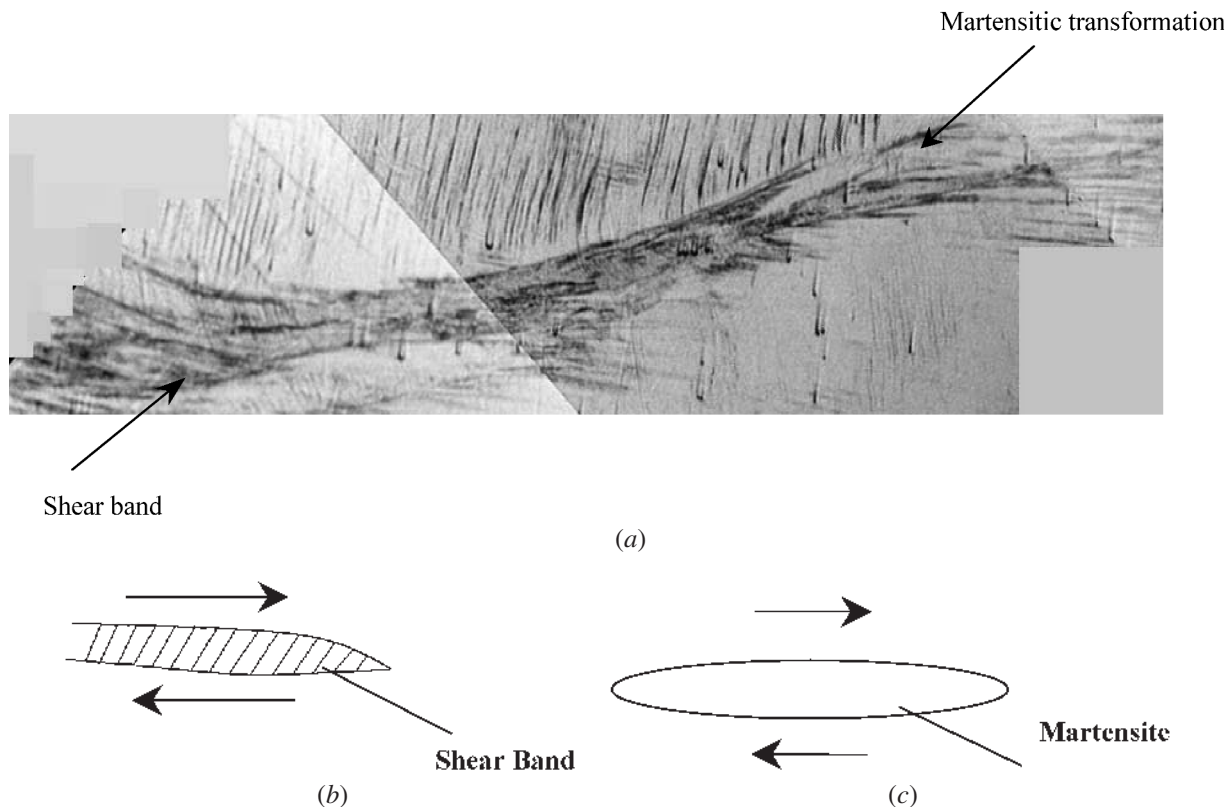 Martensitic transformation
Shear band
(a)
Shear Band
(b)
Martensite
(c)